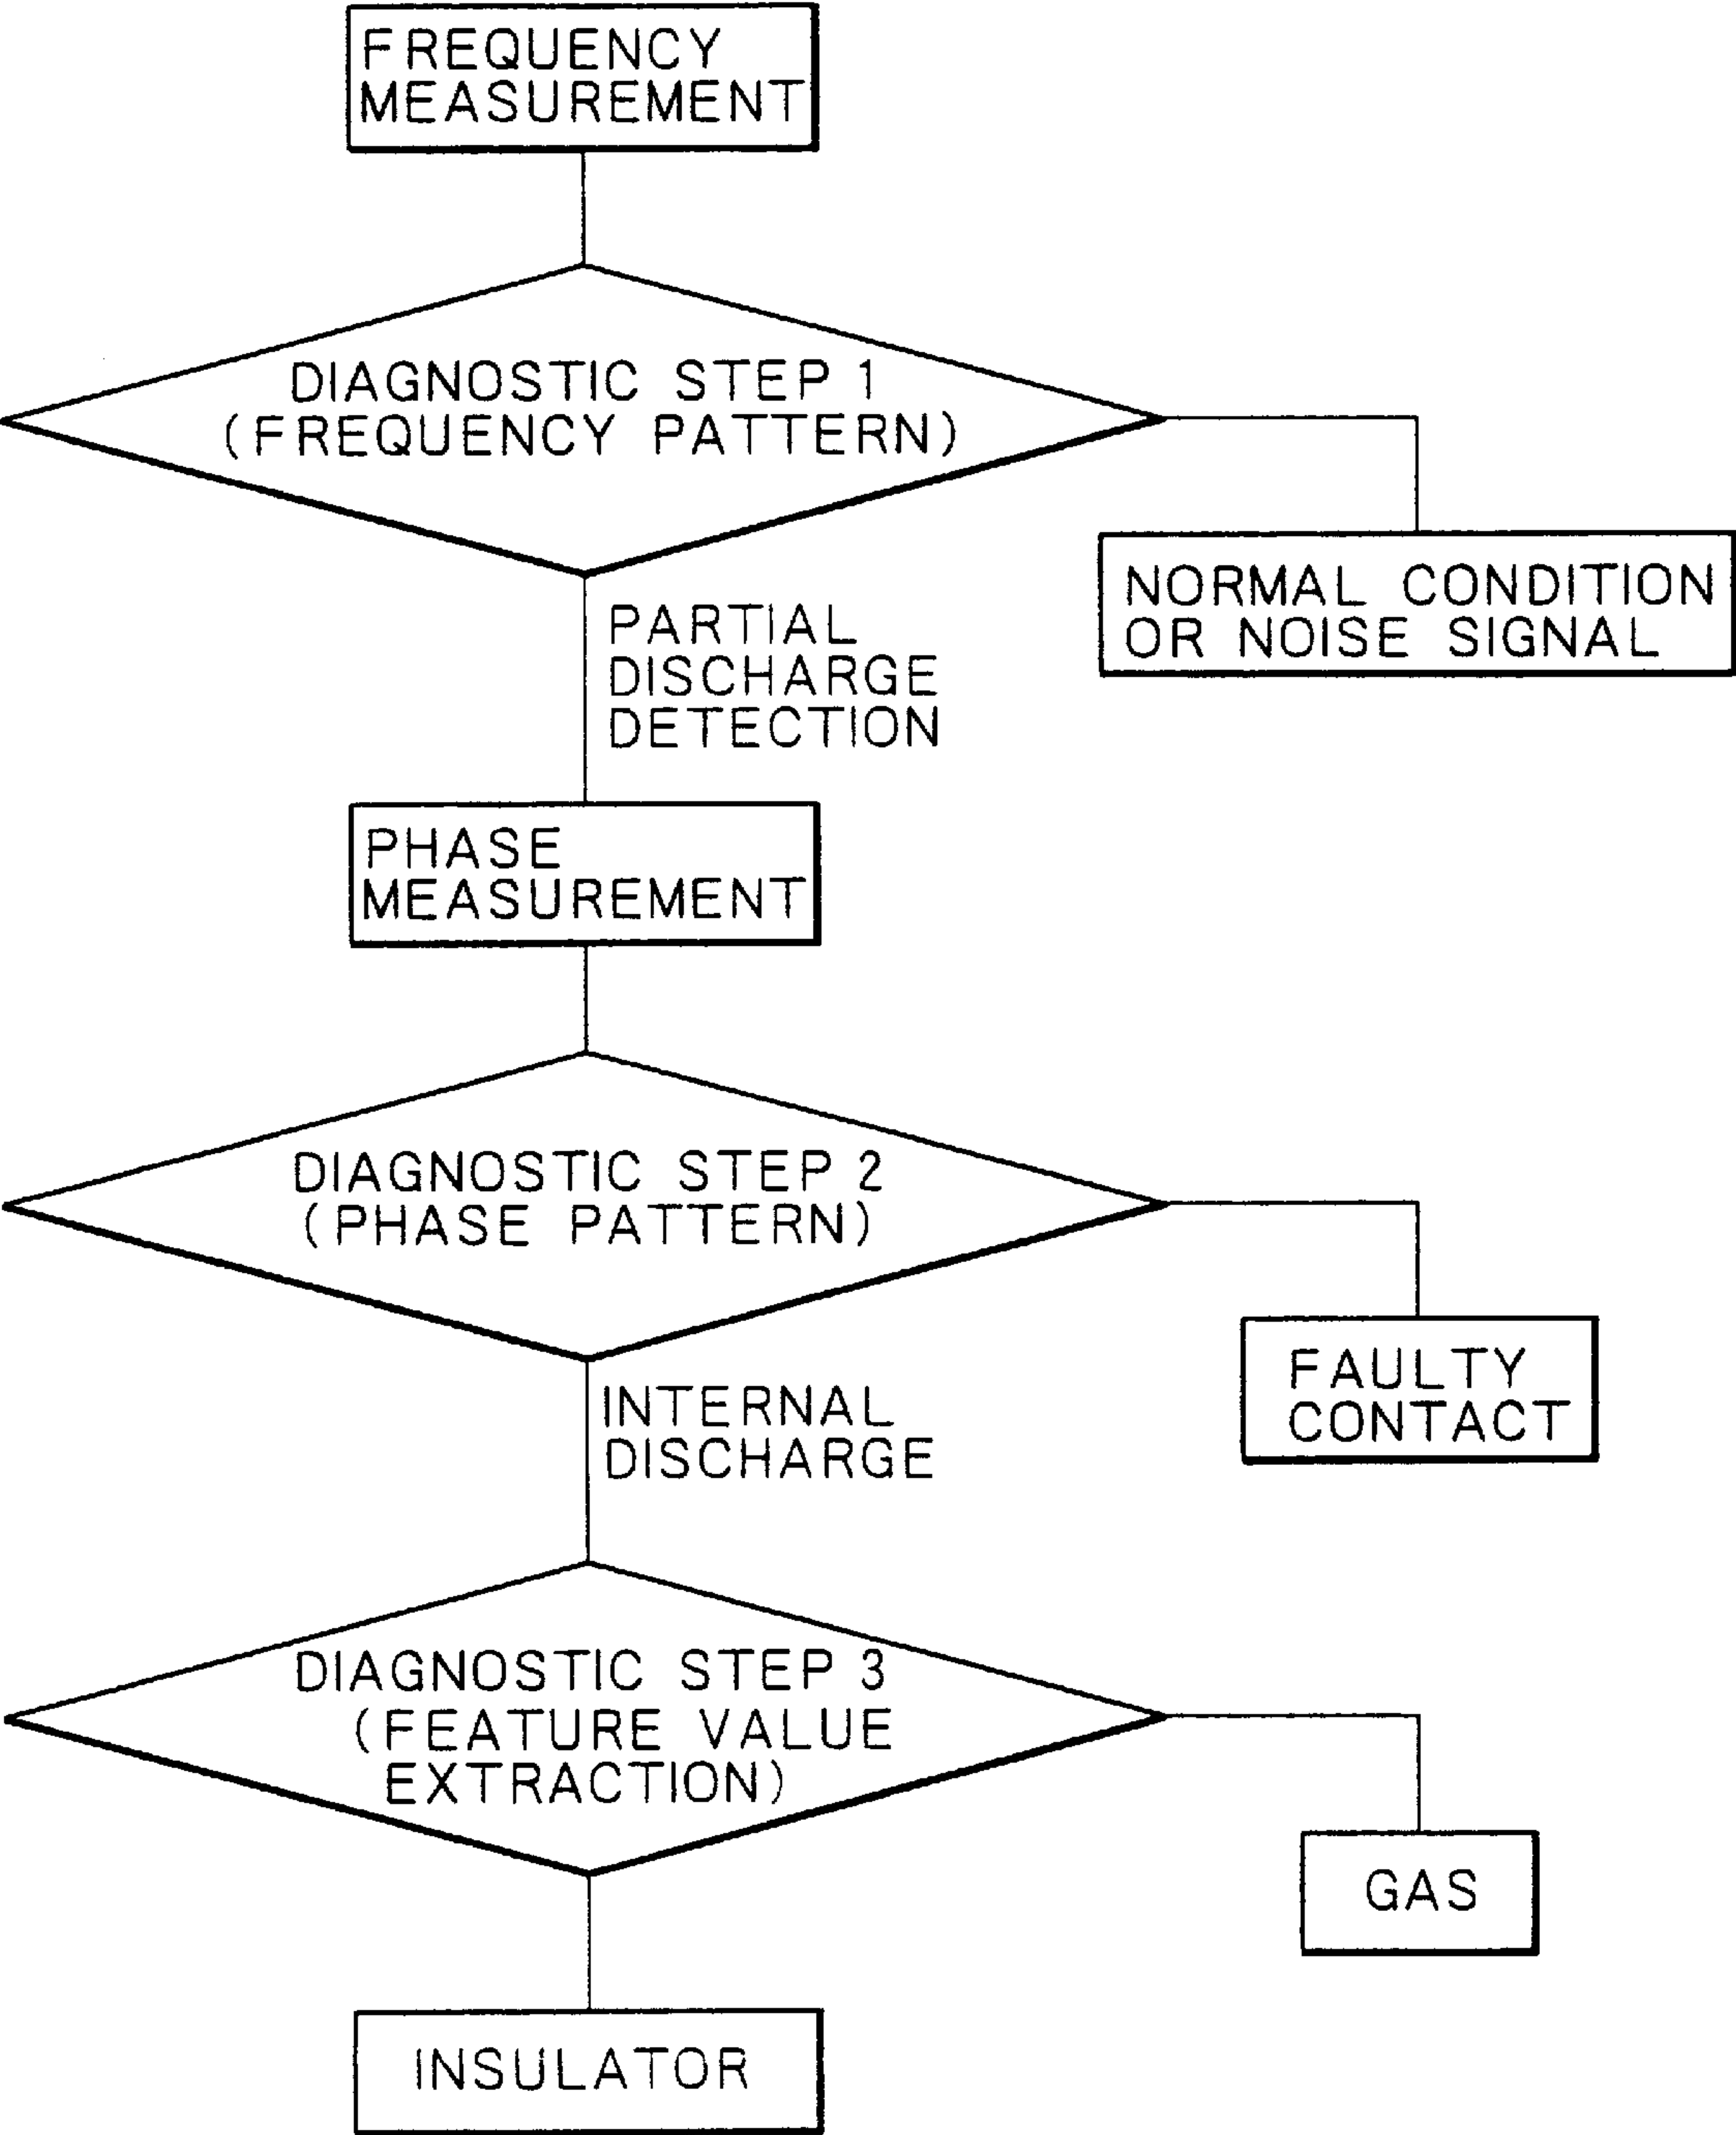 FREQUENCY
MEASUREMENT
DIAGNOSTIC STEP 1
(FREQUENCY PATTERN)
NORMAL CONDITION
OR NOISE SIGNAL
PARTIAL
DISCHARGE
DETECTION
PHASE
MEASUREMENT
DIAGNOSTIC STEP 2
(PHASE PATTERN)
FAULTY
CONTACT
INTERNAL
DISCHARGE
DIAGNOSTIC STEP 3
(FEATURE VALUE
EXTRACTION)
GAS
INSULATOR